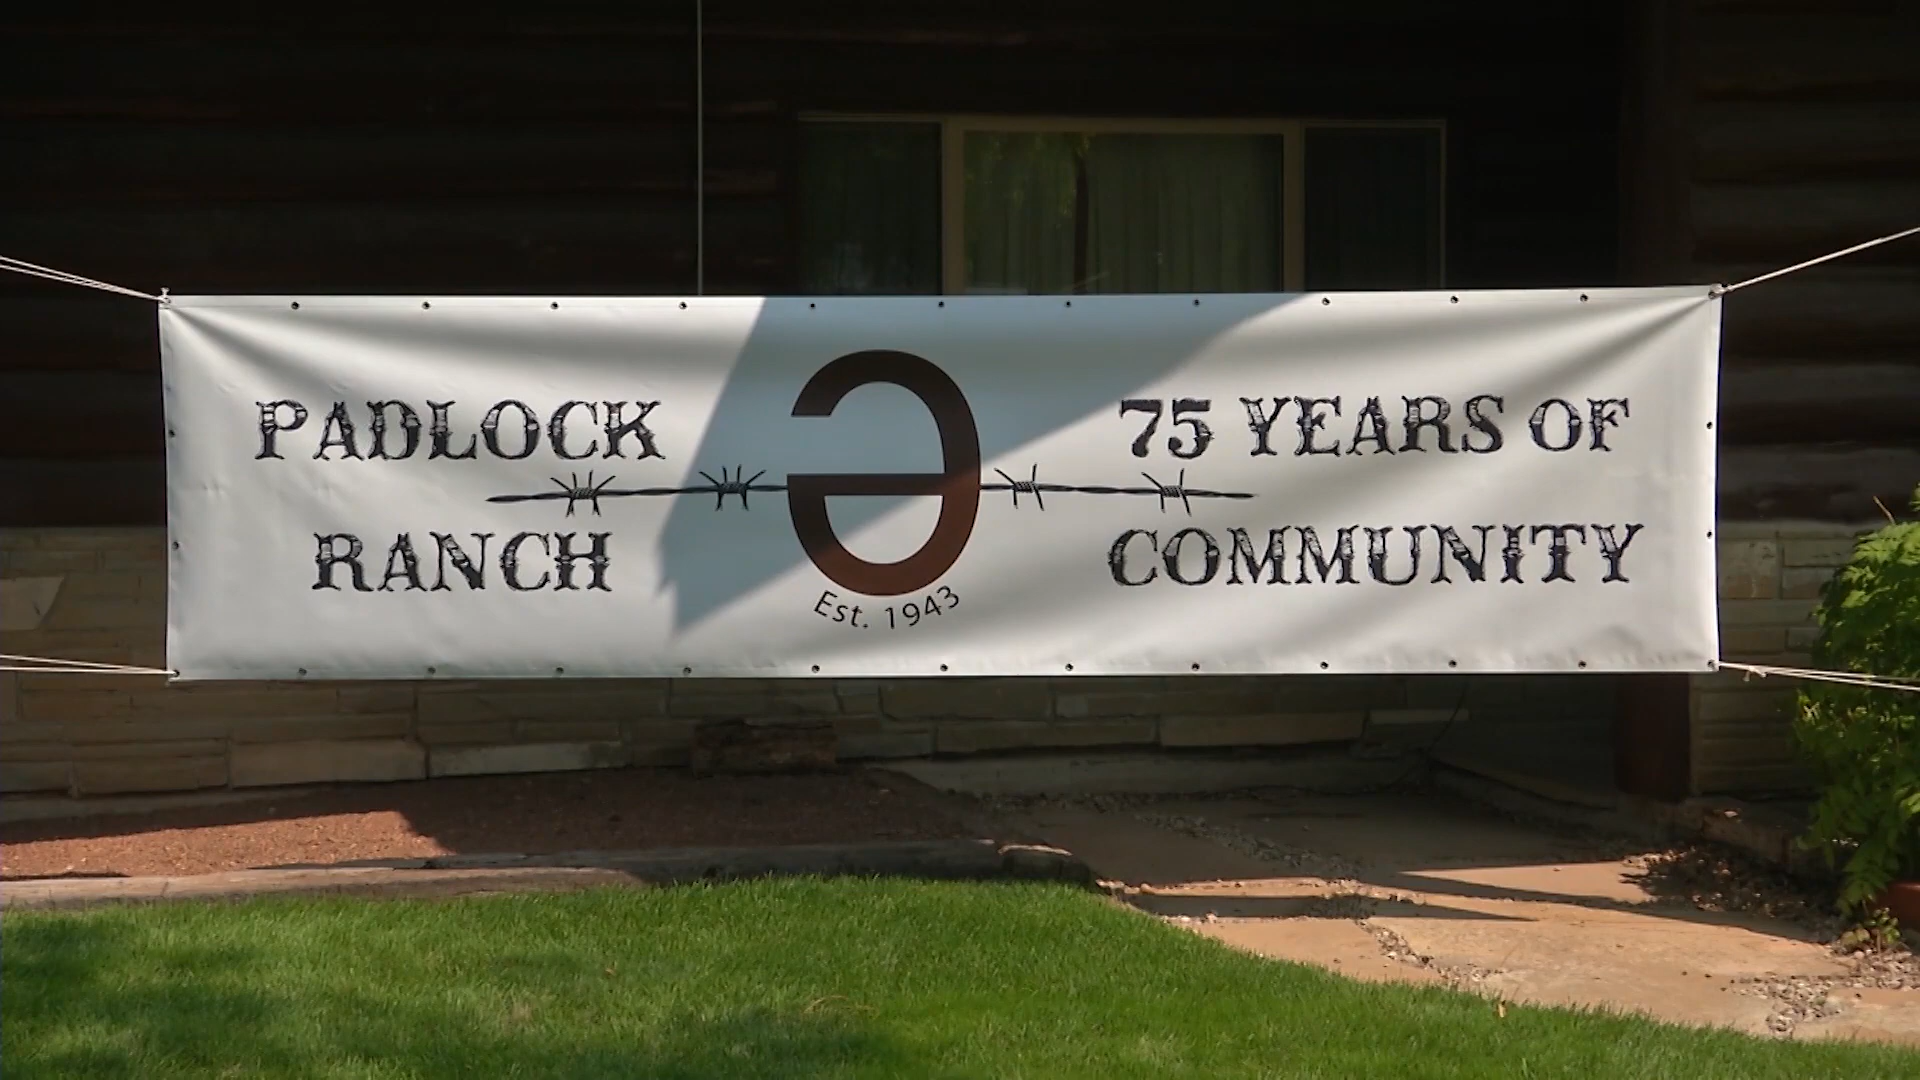 PADLOCK
RANCH
Ә
Est. 1943
75 YEARS OF
COMMUNITY